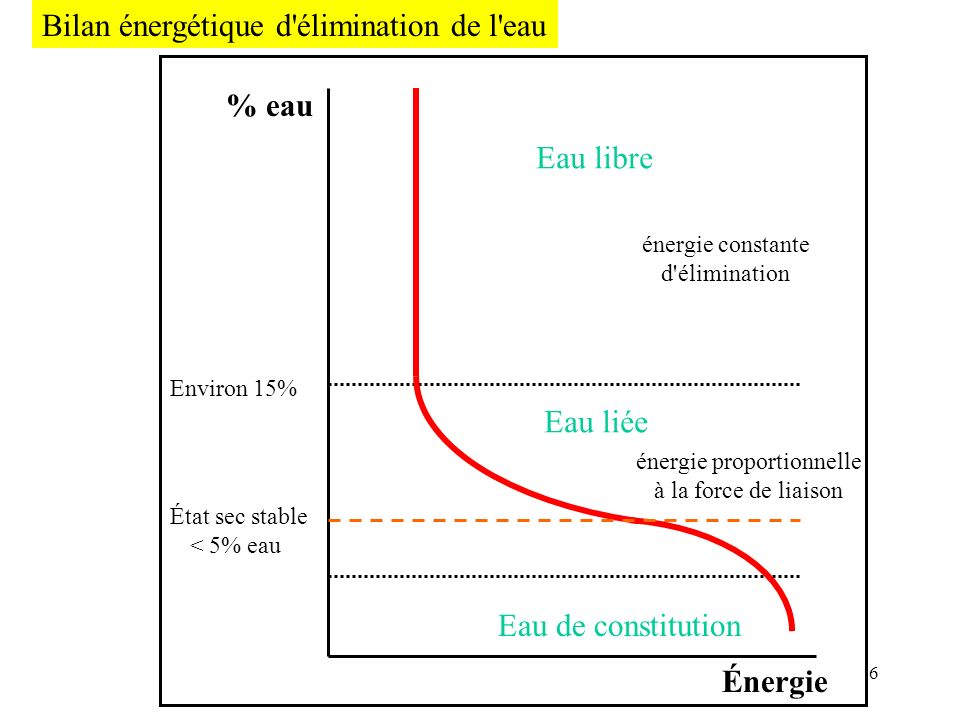 Bilan énergétique d'élimination de l'eau
% eau
Eau libre
énergie constante
d'élimination
Environ 15%
Eau liée
énergie proportionnelle
à la force de liaison
État sec stable
< 5% eau
Eau de constitution
Énergie
6